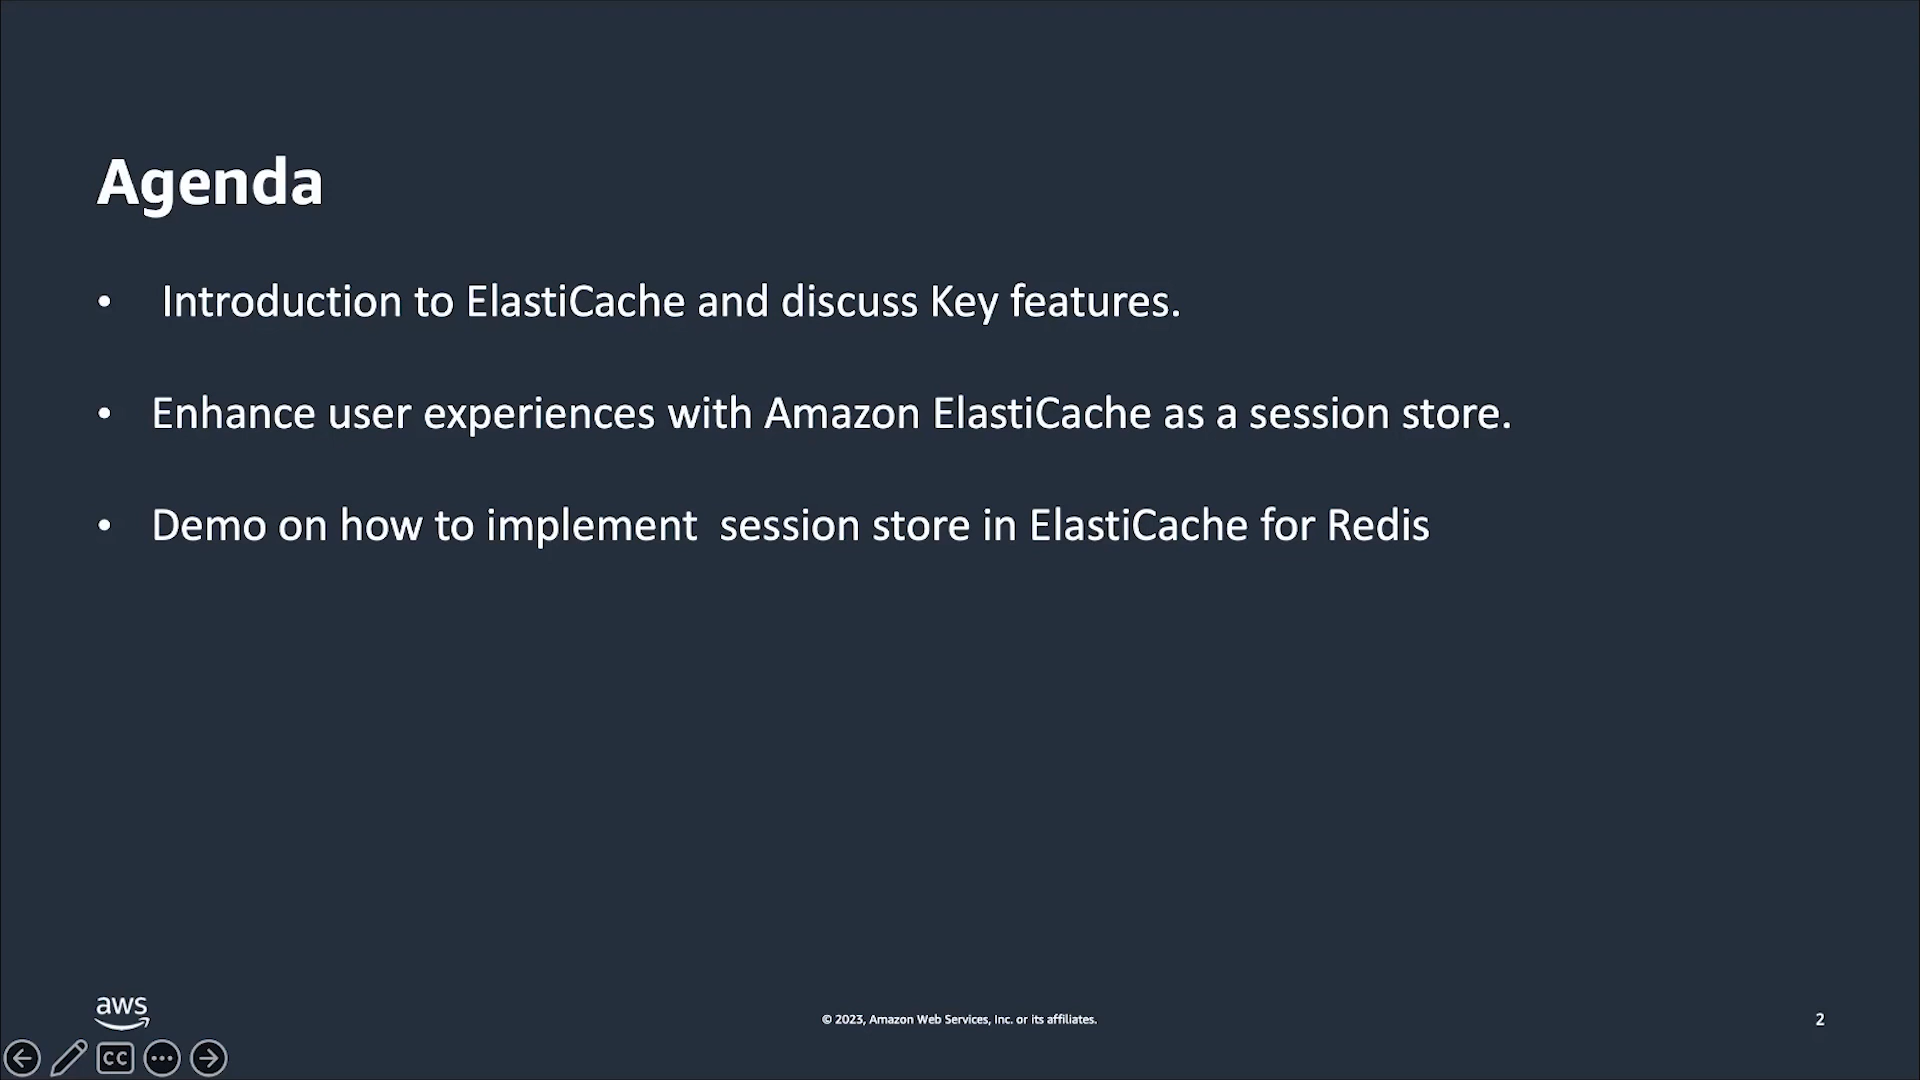 Agenda
• Introduction to ElastiCache and discuss Key features.
• Enhance user experiences with Amazon ElastiCache as a session store.
• Demo on how to implement  session store in ElastiCache for Redis
aws
© 2023, Amazon Web Services, Inc. or its affiliates.
2
CC